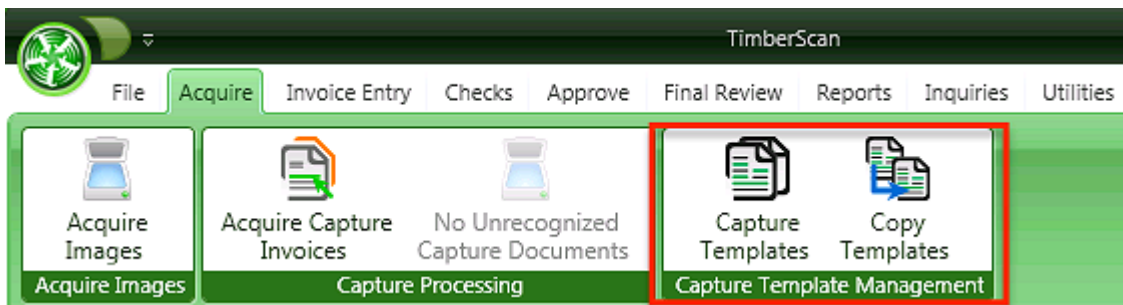 TimberScan
File Acquire Invoice Entry Checks Approve Final Review Reports Inquiries Utilities
Acquire
Images
Acquire Capture
Invoices
No Unrecognized
Capture Documents
Capture
Templates
Copy
Templates
Acquire Images
Capture Processing
Capture Template Management